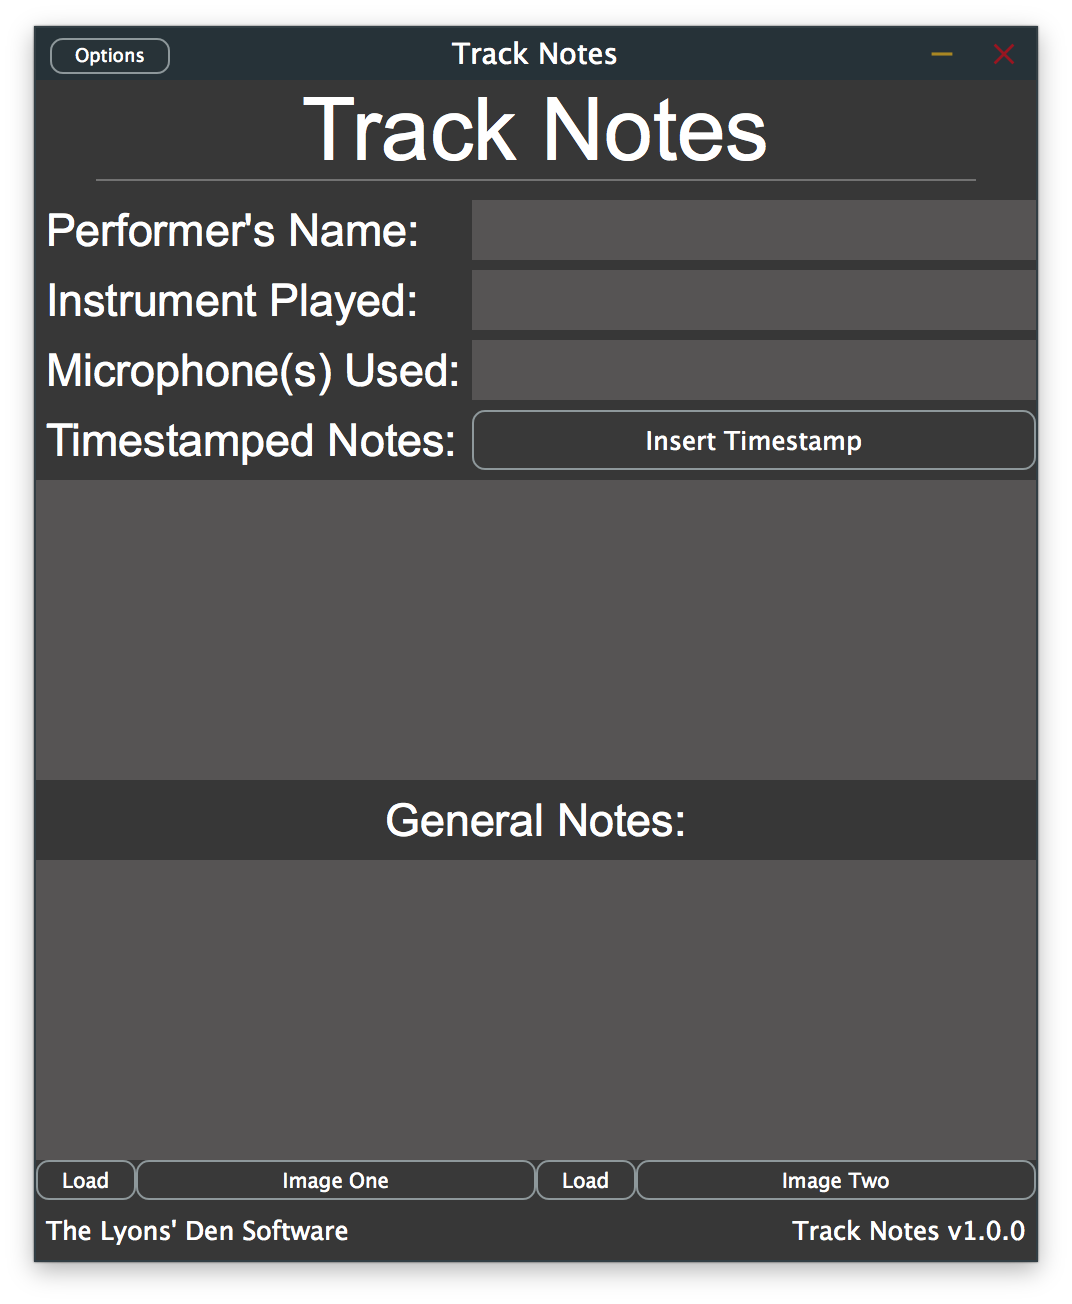 Options
Track Notes
Track Notes
Performer's Name:
Instrument Played:
Microphone(s) Used:
Timestamped Notes:
Insert Timestamp
General Notes:
Load
Image One
Load
Image Two
The Lyons' Den Software
Track Notes v1.0.0